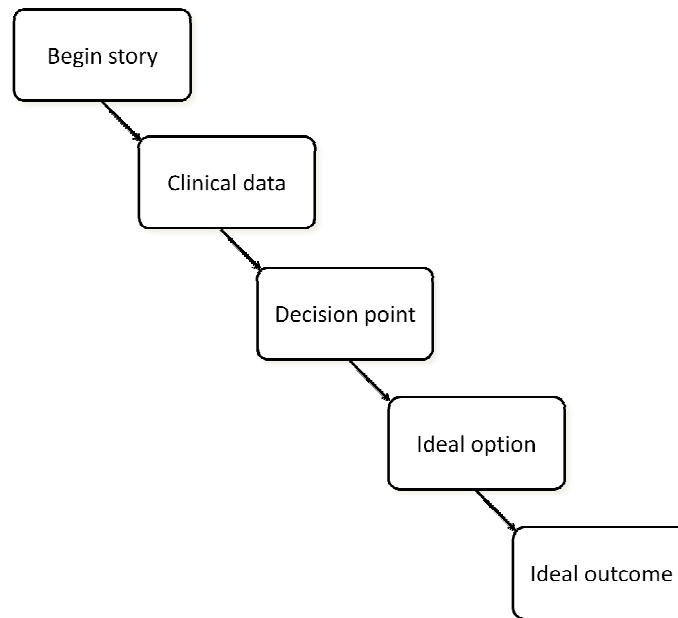 Begin story
Clinical data
Decision point
Ideal option
Ideal outcome